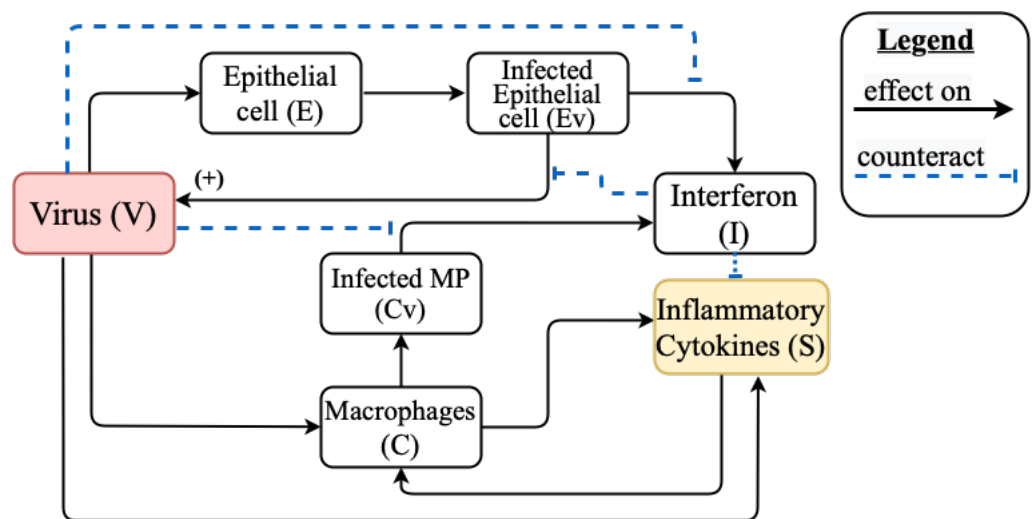 Legend
effect on
counteract
Epithelial
cell (E)
Infected
Epithelial
cell (Ev)
(+)
Virus (V)
Interferon
(I)
Infected MP
(Cv)
Inflammatory
Cytokines (S)
Macrophages
(C)